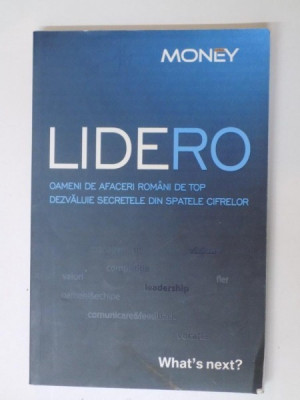 MONEY
LIDERO
OAMENI DE AFACERI ROMÂNI DE TOP
DEZVĂLUIE SECRETELE DIN SPATELE CIFRELOR
leadership
What's next?